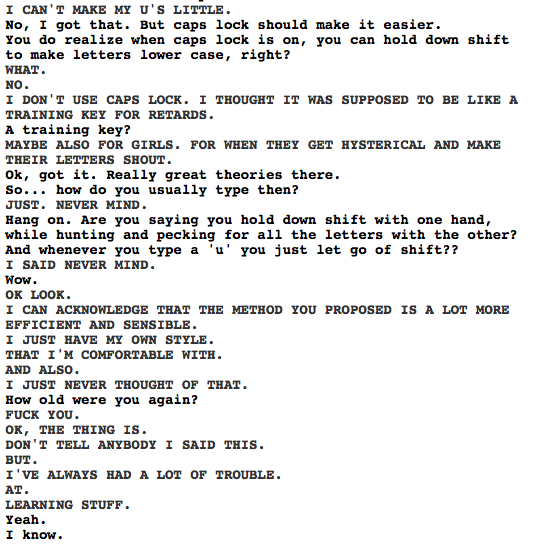 I CAN'T MAKE MY U'S LITTLE.
No, I got that. But caps lock should make it easier.
You do realize when caps lock is on, you can hold down shift
to make letters lower case, right?
WHAT.
NO.
I DON'T USE CAPS LOCK. I THOUGHT IT WAS SUPPOSED TO BE LIKE A
TRAINING KEY FOR RETARDS.
A training key?
MAYBE ALSO FOR GIRLS. FOR WHEN THEY GET HYSTERICAL AND MAKE
THEIR LETTERS SHOUT.
Ok, got it. Really great theories there.
So... how do you usually type then?
JUST. NEVER MIND.
Hang on. Are you saying you hold down shift with one hand,
while hunting and pecking for all the letters with the other?
And whenever you type a 'u' you just let go of shift??
I SAID NEVER MIND.
Wow.
OK LOOK.
I CAN ACKNOWLEDGE THAT THE METHOD YOU PROPOSED IS A LOT MORE
EFFICIENT AND SENSIBLE.
I JUST HAVE MY OWN STYLE.
THAT I'M COMFORTABLE WITH.
AND ALSO.
I JUST NEVER THOUGHT OF THAT.
How old were you again?
FUCK YOU.
OK, THE THING IS.
DON'T TELL ANYBODY I SAID THIS.
BUT.
I'VE ALWAYS HAD A LOT OF TROUBLE.
AT.
LEARNING STUFF.
Yeah.
I know.